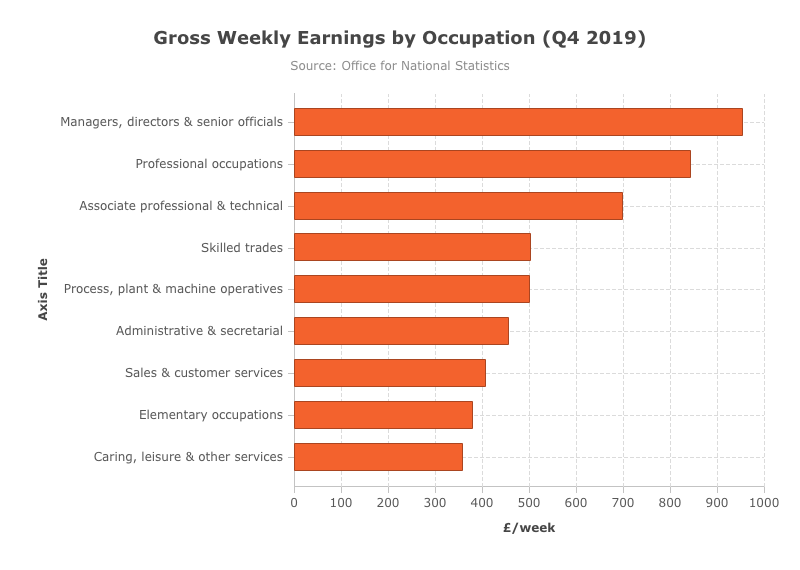 Gross Weekly Earnings by Occupation (Q4 2019)
Source: Office for National Statistics
Managers, directors & senior officials
Professional occupations
Associate professional & technical
Skilled trades
Process, plant & machine operatives
Administrative & secretarial
Sales & customer services
Elementary occupations
Caring, leisure & other services
Axis Title
0 100 200 300 400 500 600 700 800 900 1000
£/week